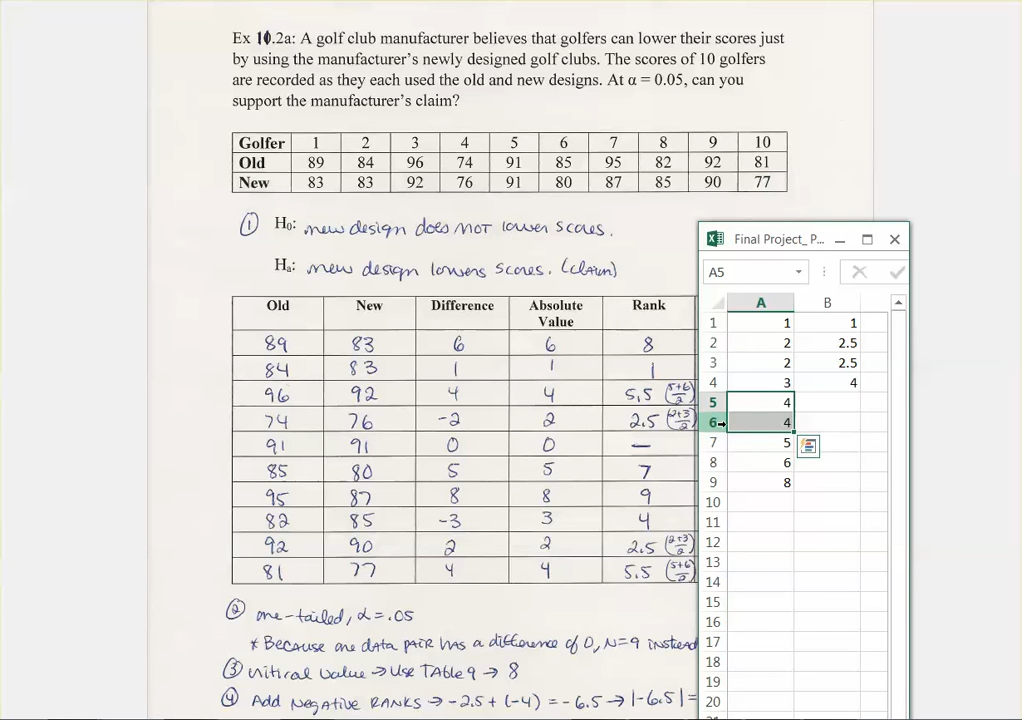 Ex 10.2a: A golf club manufacturer believes that golfers can lower their scores just
by using the manufacturer's newly designed golf clubs. The scores of 10 golfers
are recorded as they each used the old and new designs. At α = 0.05, can you
support the manufacturer's claim?
Golfer 1 2 3 4 5 6 7 8 9 10
Old 89 84 96 74 91 85 95 82 92 81
New 83 83 92 76 91 80 87 85 90 77
① H₀: new design does NOT lower scores.
Hₐ: new design lowers scores. (claim)
Old New Difference Absolute Value Rank
89 83 6 6 8
84 83 1 1 1
96 92 4 4 5.5 (5+6/2)
74 76 -2 2 2.5 (2+3/2)
91 91 0 0 —
85 80 5 5 7
95 87 8 8 9
82 85 -3 3 4
92 90 2 2 2.5 (2+3/2)
81 77 4 4 5.5 (5+6/2)
② one-tailed, α = .05
* Because one data pair has a difference of 0, N=9 instead
③ critical value → Use Table 9 → 8
④ Add negative ranks → -2.5 + (-4) = -6.5 → |-6.5| =
Final Project_ P...
A5
A B
1 1 1
2 2 2.5
3 2 2.5
4 3 4
5 4
6 4
7 5
8 6
9 8
10
11
12
13
14
15
16
17
18
19
20